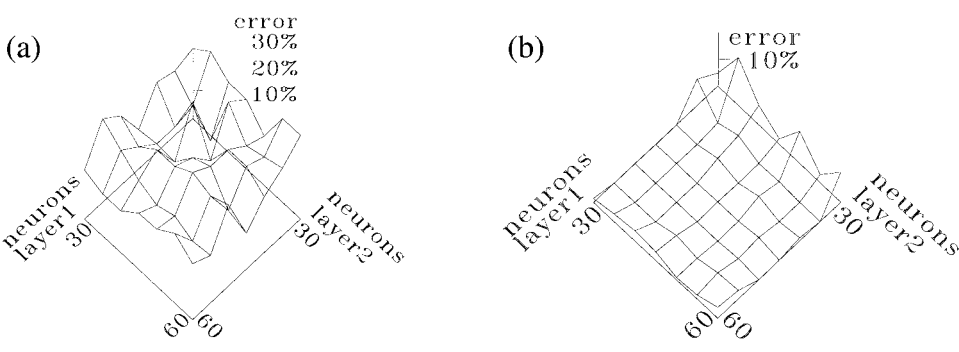 (a)
error
30%
20%
10%
neurons
layer1
30
neurons
layer2
30
60
60
(b)
error
10%
neurons
layer1
30
neurons
layer2
30
60
60